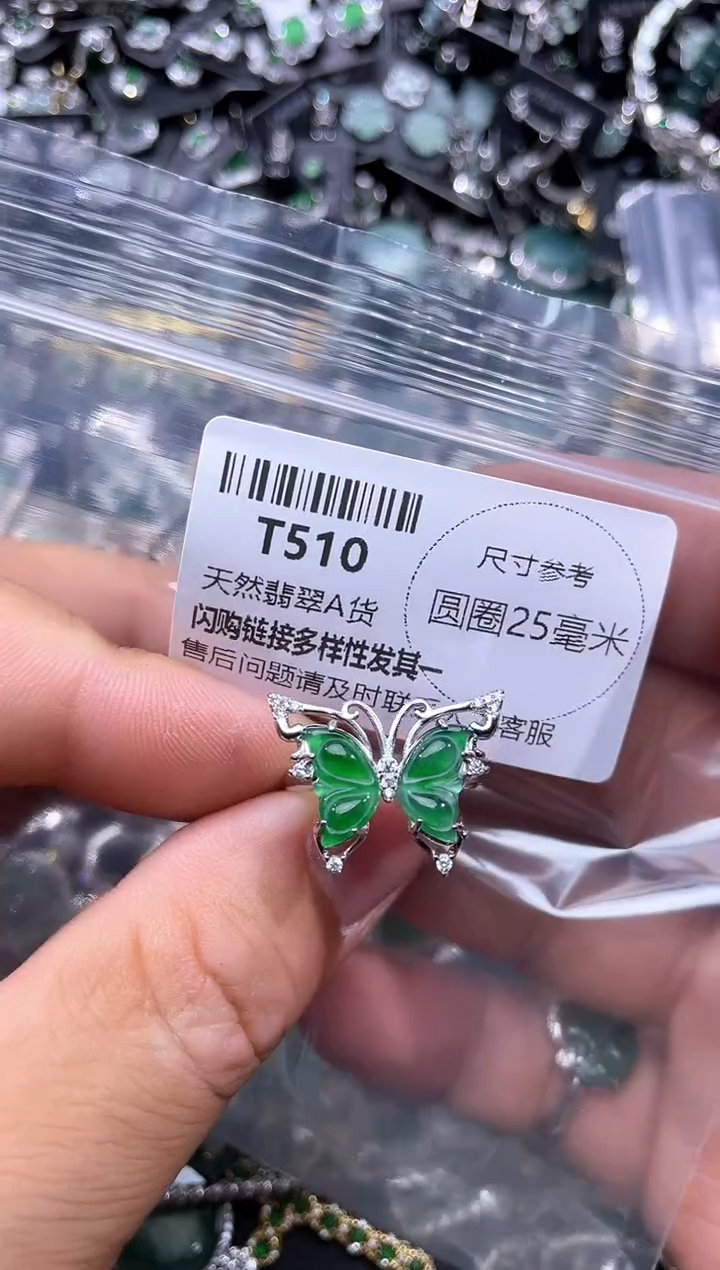 T510
天然翡翠A货
闪购链接多样性发其一
售后问题请及时联
客服
尺寸参考
圆圈25毫米